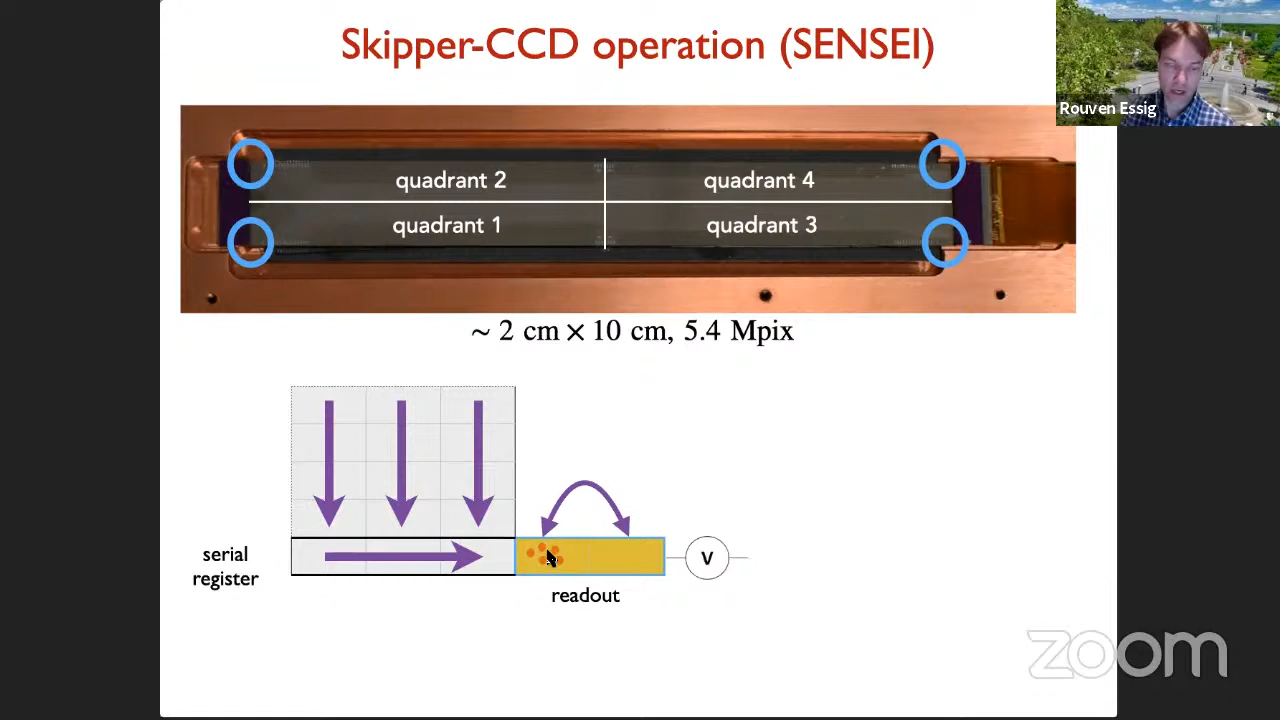 Skipper-CCD operation (SENSEI)
Rouven Essig
quadrant 2
quadrant 4
quadrant 1
quadrant 3
~ 2 cm × 10 cm, 5.4 Mpix
serial
register
V
readout
zoom